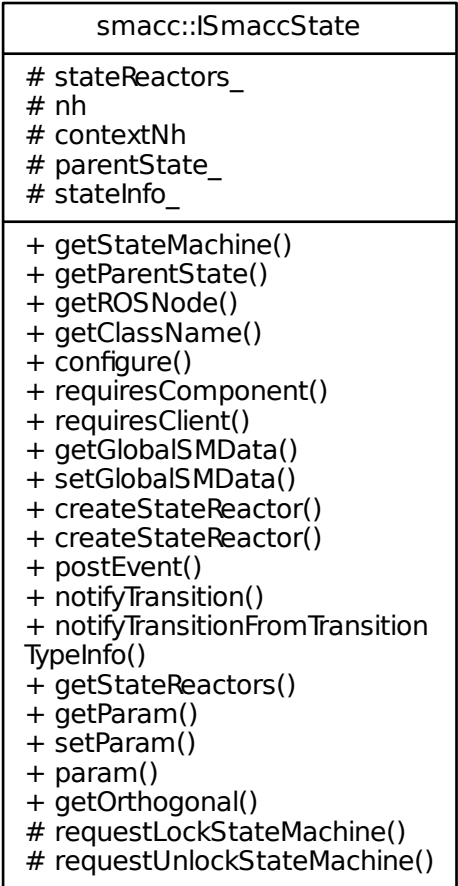 smacc::ISmaccState
# stateReactors_
# nh
# contextNh
# parentState_
# stateInfo_
+ getStateMachine()
+ getParentState()
+ getROSNode()
+ getClassName()
+ configure()
+ requiresComponent()
+ requiresClient()
+ getGlobalSMData()
+ setGlobalSMData()
+ createStateReactor()
+ createStateReactor()
+ postEvent()
+ notifyTransition()
+ notifyTransitionFromTransition
TypeInfo()
+ getStateReactors()
+ getParam()
+ setParam()
+ param()
+ getOrthogonal()
# requestLockStateMachine()
# requestUnlockStateMachine()